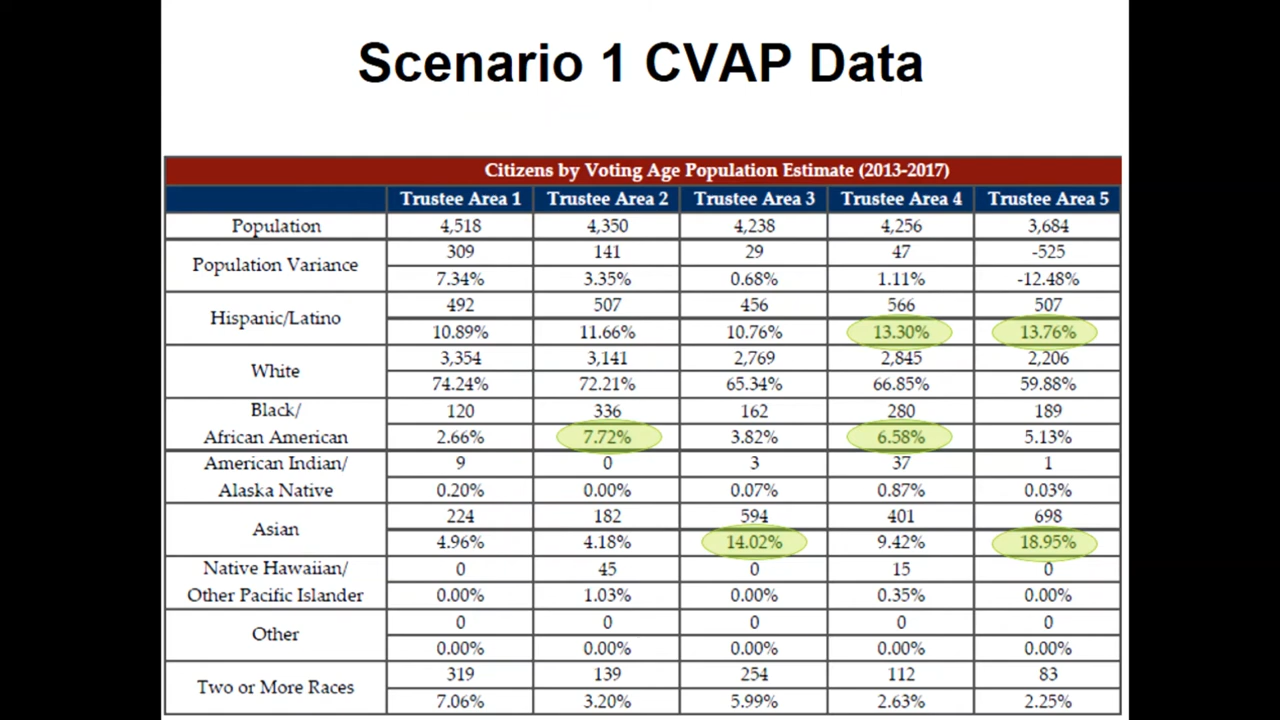 Scenario 1 CVAP Data
Citizens by Voting Age Population Estimate (2013-2017)
Trustee Area 1 Trustee Area 2 Trustee Area 3 Trustee Area 4 Trustee Area 5
Population 4,518 4,350 4,238 4,256 3,684
Population Variance 309 141 29 47 -525
7.34% 3.35% 0.68% 1.11% -12.48%
Hispanic/Latino 492 507 456 566 507
10.89% 11.66% 10.76% 13.30% 13.76%
White 3,354 3,141 2,769 2,845 2,206
74.24% 72.21% 65.34% 66.85% 59.88%
Black/ 120 336 162 280 189
African American 2.66% 7.72% 3.82% 6.58% 5.13%
American Indian/ 9 0 3 37 1
Alaska Native 0.20% 0.00% 0.07% 0.87% 0.03%
Asian 224 182 594 401 698
4.96% 4.18% 14.02% 9.42% 18.95%
Native Hawaiian/ 0 45 0 15 0
Other Pacific Islander 0.00% 1.03% 0.00% 0.35% 0.00%
Other 0 0 0 0 0
0.00% 0.00% 0.00% 0.00% 0.00%
Two or More Races 319 139 254 112 83
7.06% 3.20% 5.99% 2.63% 2.25%